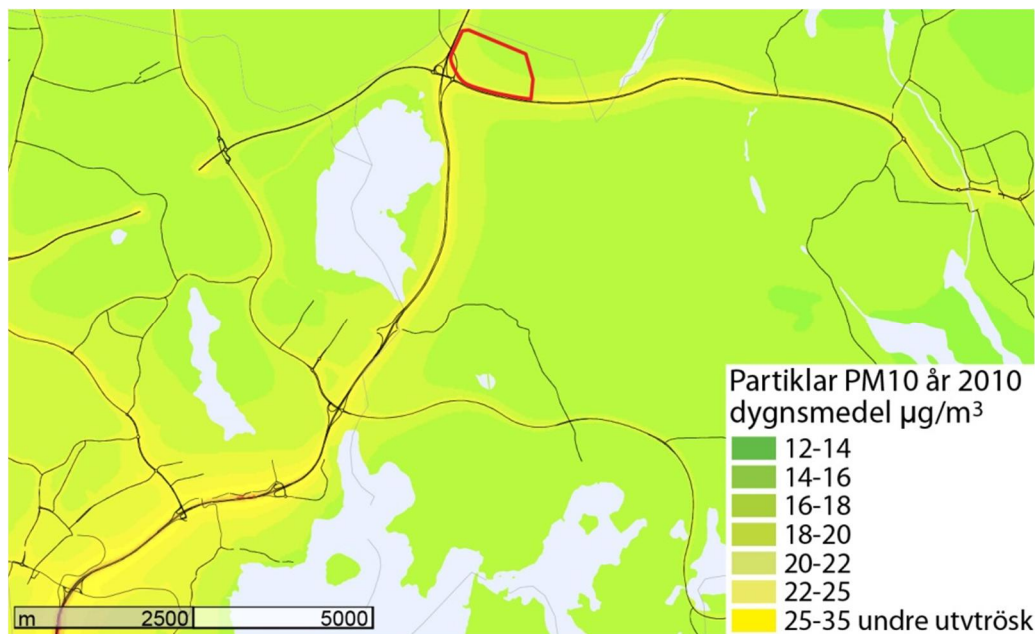 Partiklar PM10 år 2010
dygnsmedel µg/m³
12-14
14-16
16-18
18-20
20-22
22-25
25-35 undre utvtrösk
m 2500 5000